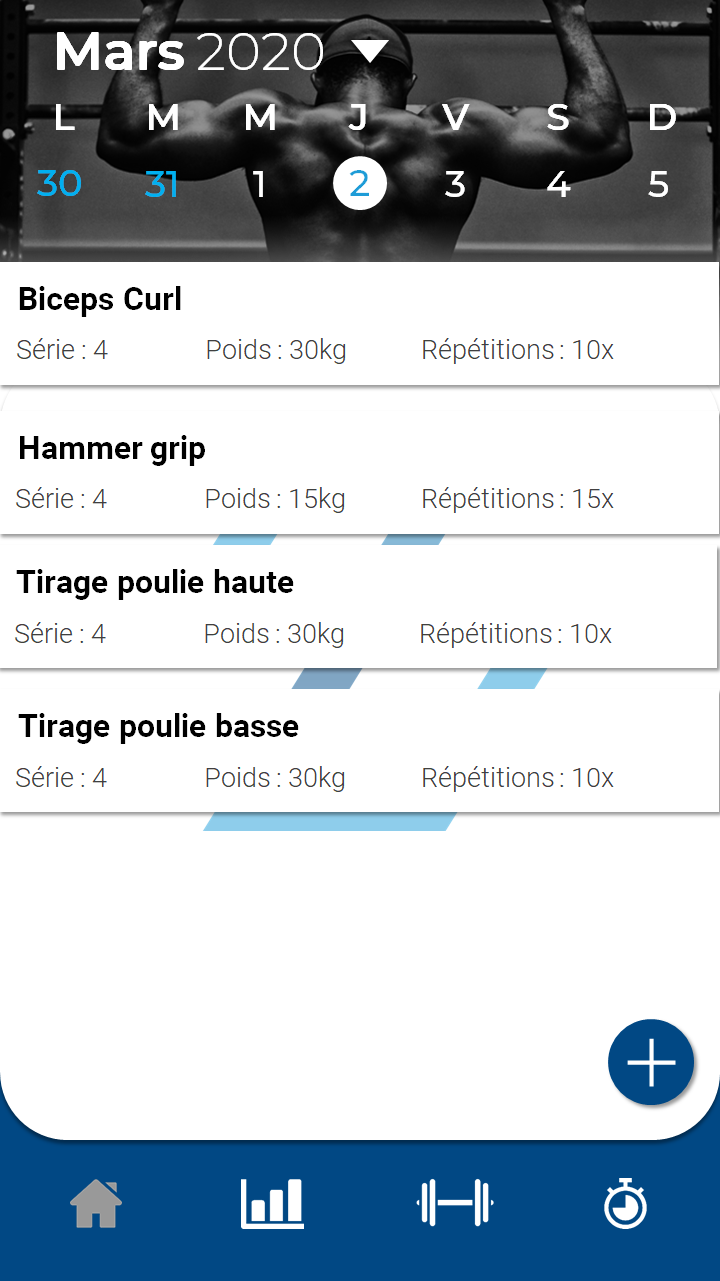 Mars 2020
L M M J V S D
30 31 1 2 3 4 5
Biceps Curl
Série : 4 Poids : 30kg Répétitions : 10x
Hammer grip
Série : 4 Poids : 15kg Répétitions : 15x
Tirage poulie haute
Série : 4 Poids : 30kg Répétitions : 10x
Tirage poulie basse
Série : 4 Poids : 30kg Répétitions : 10x